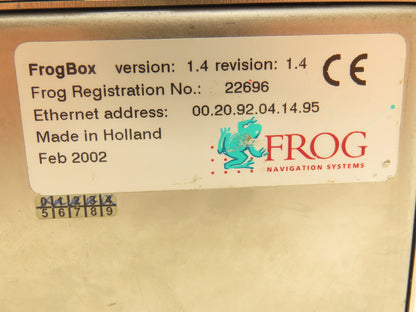 FrogBox version: 1.4 revision: 1.4 CE
Frog Registration No.: 22696
Ethernet address: 00.20.92.04.14.95
Made in Holland
Feb 2002
FROG
NAVIGATION SYSTEMS
0 1 2 3 4
5 6 7 8 9